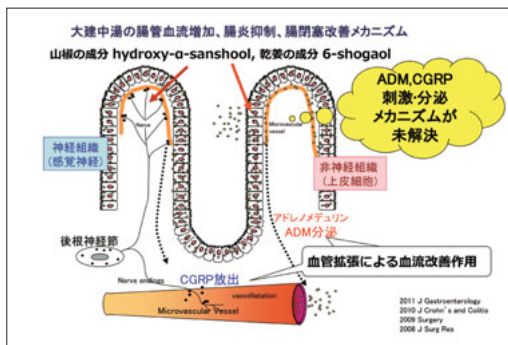 大建中湯の腸管血流増加、腸炎抑制、腸閉塞改善メカニズム
山椒の成分 hydroxy-α-sanshool, 乾姜の成分 6-shogaol
ADM,CGRP
刺激·分泌
メカニズムが
未解決
Nerve
Microvascular
vessel
神経組織
(感覚神経)
非神経組織
(上皮細胞)
アドレノメデュリン
ADM分泌
後根神経節
血管拡張による血流改善作用
Nerve endings
CGRP放出
vasodilatation
Microvascular Vessel
2011 J Gastroenterology
2010 J Crohn's and Colitis
2009 Surgery
2008 J Surg Res